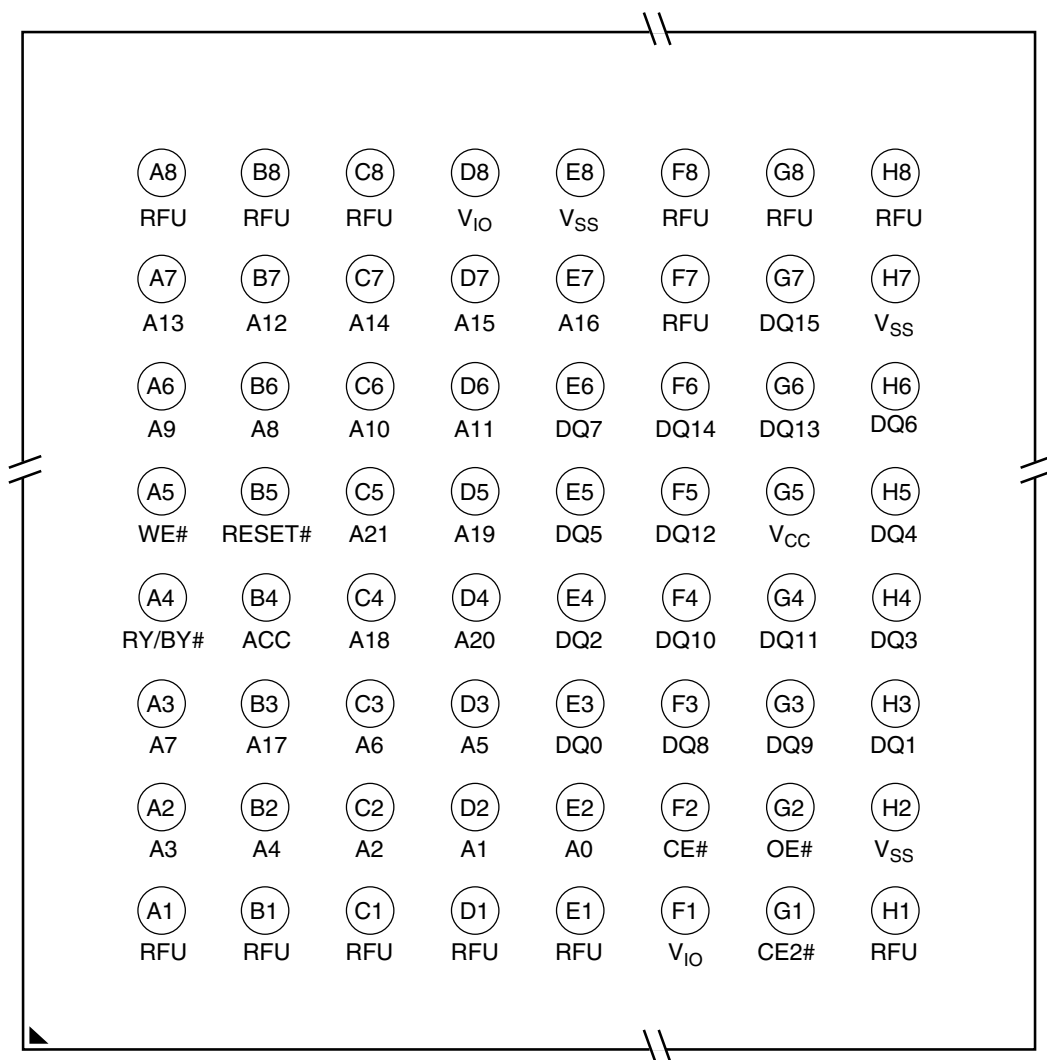 A8 B8 C8 D8 E8 F8 G8 H8
RFU RFU RFU VIO VSS RFU RFU RFU
A7 B7 C7 D7 E7 F7 G7 H7
A13 A12 A14 A15 A16 RFU DQ15 VSS
A6 B6 C6 D6 E6 F6 G6 H6
A9 A8 A10 A11 DQ7 DQ14 DQ13 DQ6
A5 B5 C5 D5 E5 F5 G5 H5
WE# RESET# A21 A19 DQ5 DQ12 VCC DQ4
A4 B4 C4 D4 E4 F4 G4 H4
RY/BY# ACC A18 A20 DQ2 DQ10 DQ11 DQ3
A3 B3 C3 D3 E3 F3 G3 H3
A7 A17 A6 A5 DQ0 DQ8 DQ9 DQ1
A2 B2 C2 D2 E2 F2 G2 H2
A3 A4 A2 A1 A0 CE# OE# VSS
A1 B1 C1 D1 E1 F1 G1 H1
RFU RFU RFU RFU RFU VIO CE2# RFU